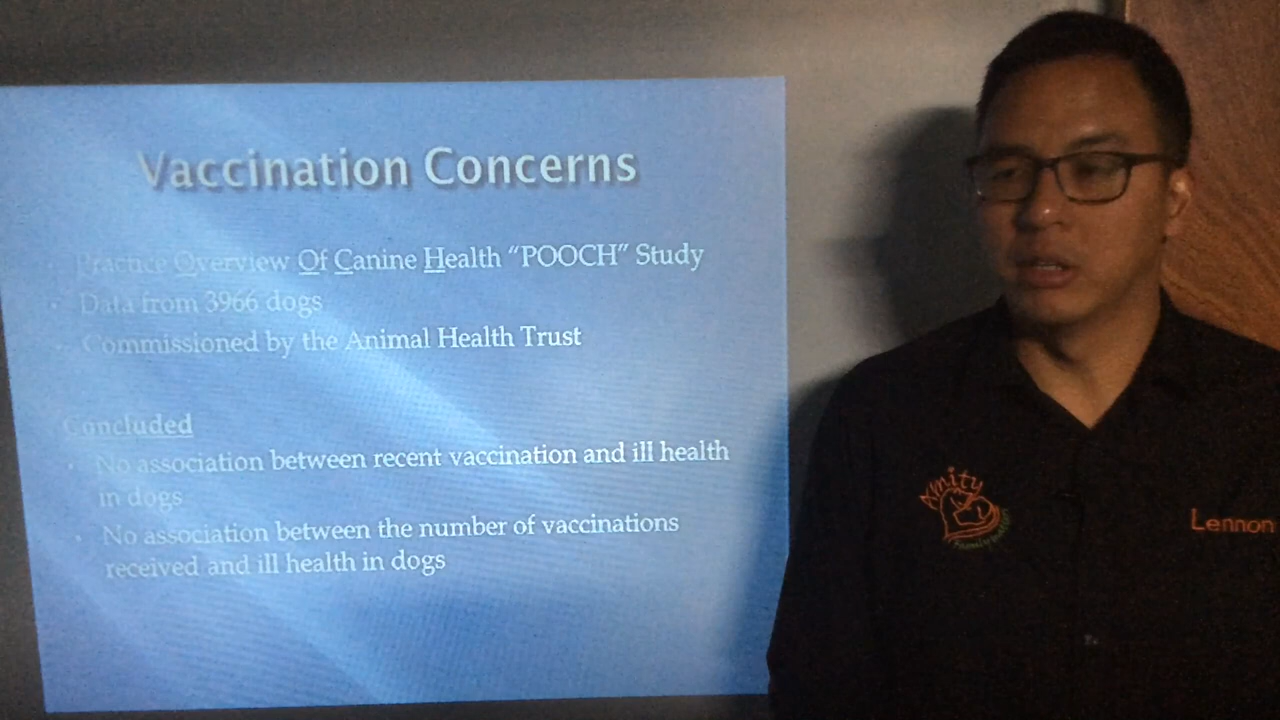 Vaccination Concerns
Practice Overview Of Canine Health “POOCH” Study
Data from 3966 dogs
Commissioned by the Animal Health Trust
Concluded
No association between recent vaccination and ill health
in dogs
No association between the number of vaccinations
received and ill health in dogs
Amity
Lennon